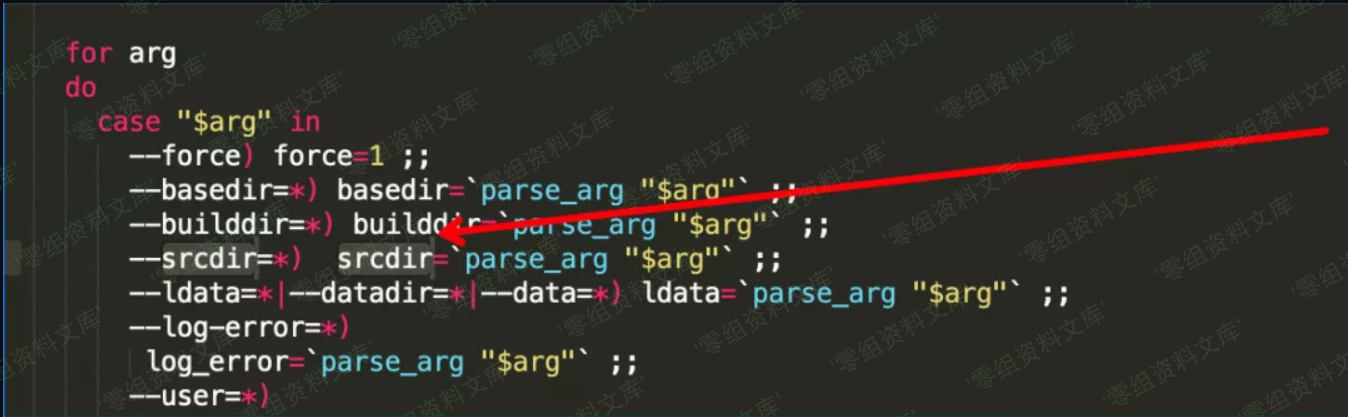 for arg
do
case "$arg" in
--force) force=1 ;;
--basedir=*) basedir=`parse_arg "$arg"` ;;
--builddir=*) builddir=`parse_arg "$arg"` ;;
--srcdir=*)  srcdir=`parse_arg "$arg"` ;;
--ldata=*|--datadir=*|--data=*) ldata=`parse_arg "$arg"` ;;
--log-error=*)
log_error=`parse_arg "$arg"` ;;
--user=*)
'零组资料文库'